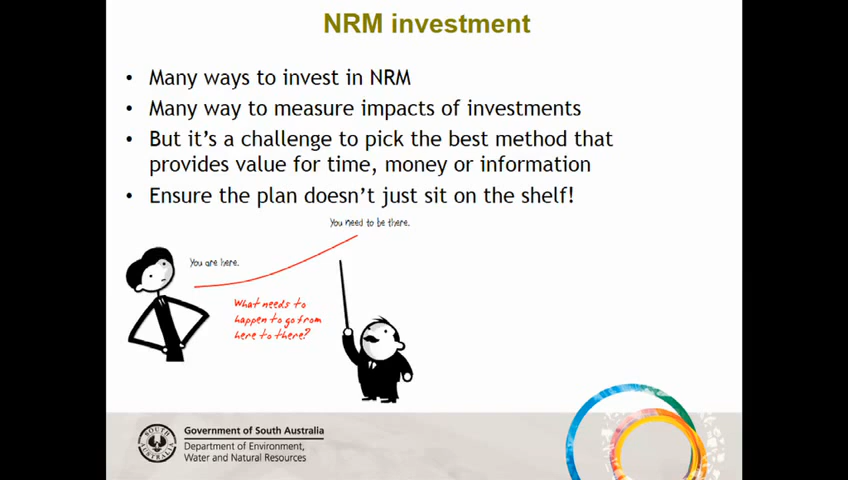 NRM investment
• Many ways to invest in NRM
• Many way to measure impacts of investments
• But it's a challenge to pick the best method that
provides value for time, money or information
• Ensure the plan doesn't just sit on the shelf!
You need to be there.
You are here.
What needs to
happen to go from
here to there?
SOUTH AUSTRALIA
Government of South Australia
Department of Environment,
Water and Natural Resources